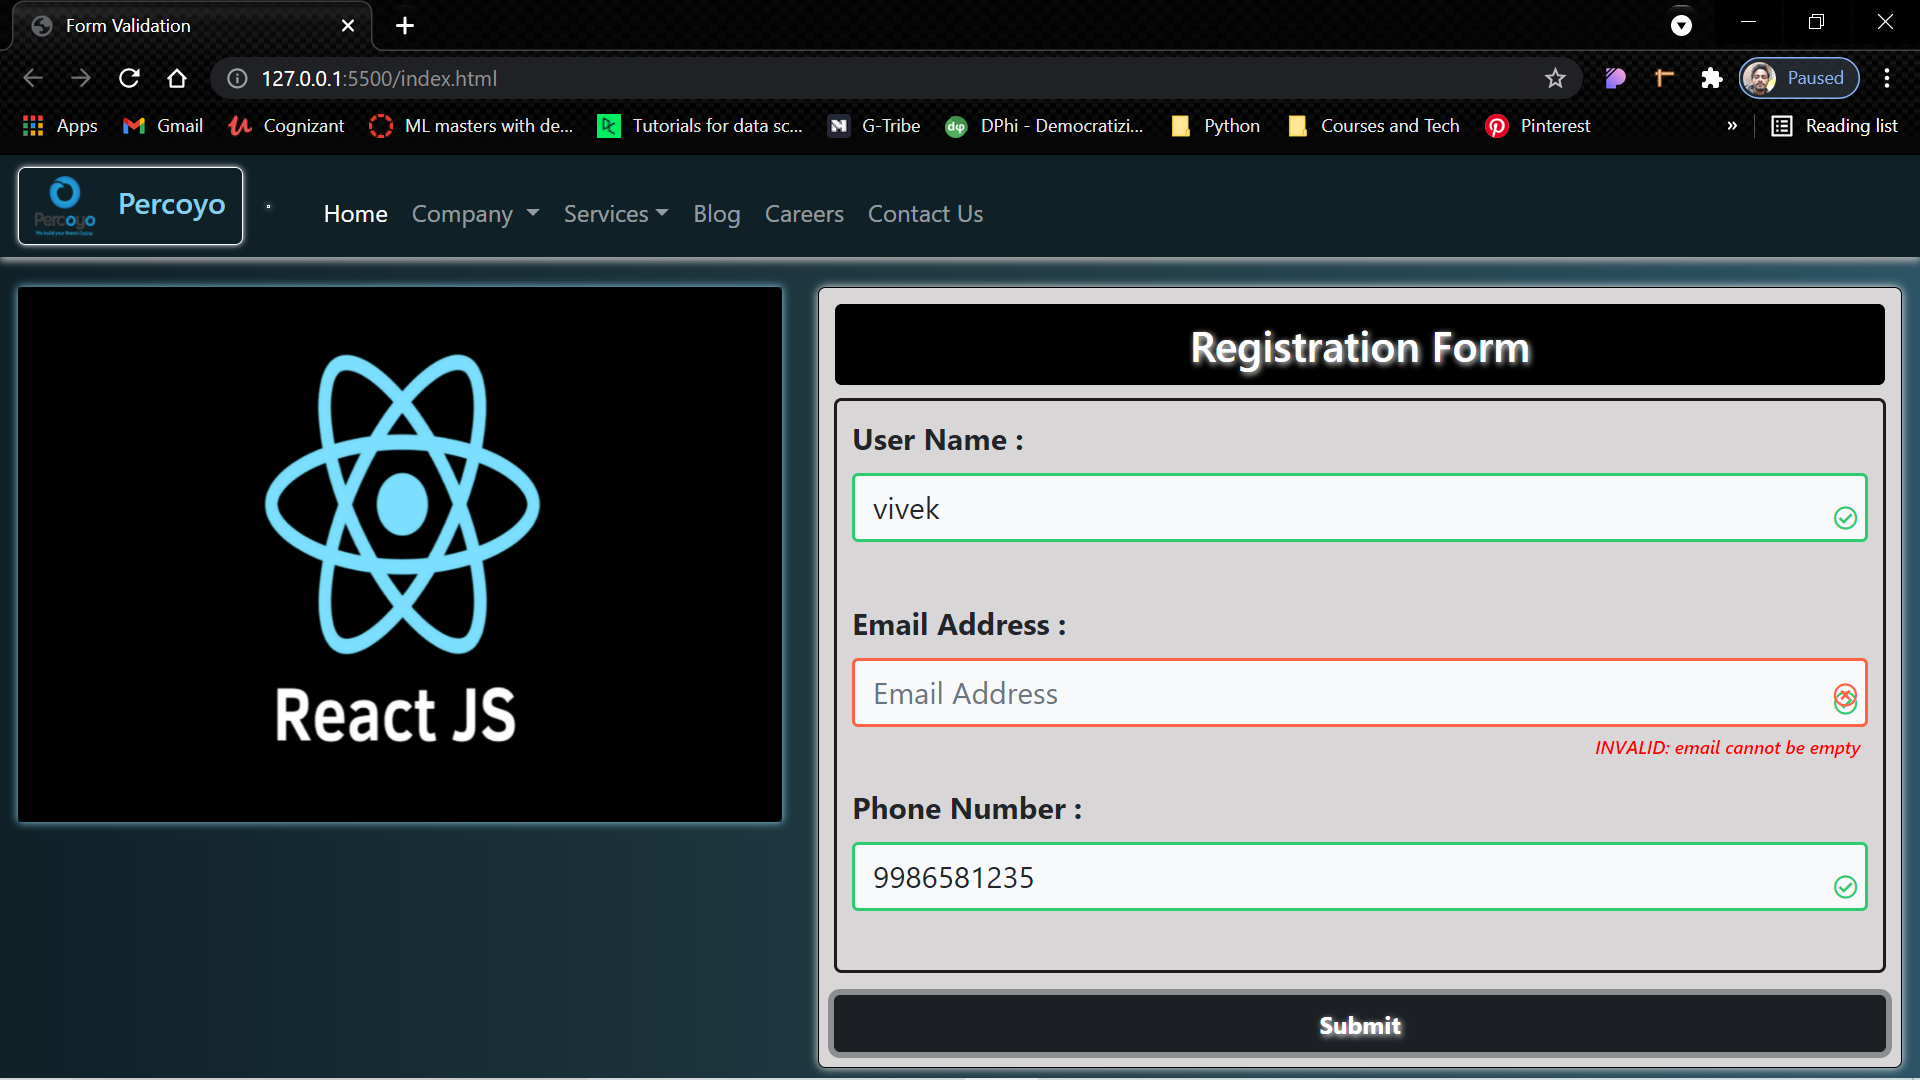 Form Validation
127.0.0.1:5500/index.html
Paused
Apps
Gmail
Cognizant
ML masters with de...
Tutorials for data sc...
G-Tribe
DPhi - Democratizi...
Python
Courses and Tech
Pinterest
»
Reading list
Percoyo
Percoyo
Home
Company
Services
Blog
Careers
Contact Us
React JS
Registration Form
User Name :
vivek
Email Address :
Email Address
INVALID: email cannot be empty
Phone Number :
9986581235
Submit